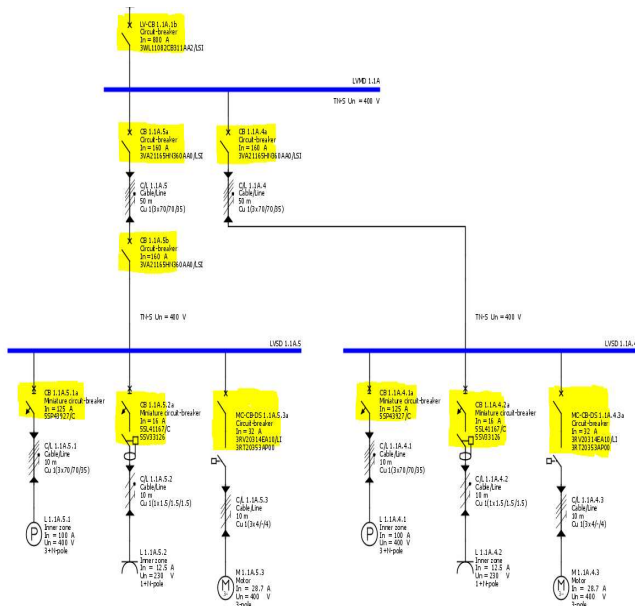 LV-CB 1.1A.1b
Circuit-breaker
In = 800 A
3WL11082CB311AA2/LSI
LVMD 1.1A
TN-S Un = 400 V
CB 1.1A.5a
Circuit-breaker
In = 160 A
3VA21165HN360AA0/LSI
CB 1.1A.4a
Circuit-breaker
In = 160 A
3VA21165HN360AA0/LSI
C/L 1.1A.5
Cable/Line
50 m
Cu 1(3x70/70/35)
C/L 1.1A.4
Cable/Line
50 m
Cu 1(3x70/70/35)
CB 1.1A.5b
Circuit-breaker
In=160 A
3VA21165HN360AA0/LSI
TN-S Un = 400 V
TN-S Un = 400 V
LVSD 1.1A.5
LVSD 1.1A.4
CB 1.1A.5.1a
Miniature circuit-breaker
In = 125 A
5SP43927/C
CB 1.1A.5.2a
Miniature circuit-breaker
In = 16 A
5SL41167/C
5SV33126
MC-CB-DS 1.1A.5.3a
Circuit-breaker
In = 32 A
3RV20314EA10/LI
3RT20353AP00
CB 1.1A.4.1a
Miniature circuit-breaker
In = 125 A
5SP43927/C
CB 1.1A.4.2a
Miniature circuit-breaker
In = 16 A
5SL41167/C
5SV33126
MC-CB-DS 1.1A.4.3a
Circuit-breaker
In = 32 A
3RV20314EA10/LI
3RT20353AP00
C/L 1.1A.5.1
Cable/Line
10 m
Cu 1(3x70/70/35)
C/L 1.1A.5.2
Cable/Line
10 m
Cu 1(1x1.5/1.5/1.5)
C/L 1.1A.5.3
Cable/Line
10 m
Cu 1(3x4/-/4)
C/L 1.1A.4.1
Cable/Line
10 m
Cu 1(3x70/70/35)
C/L 1.1A.4.2
Cable/Line
10 m
Cu 1(1x1.5/1.5/1.5)
C/L 1.1A.4.3
Cable/Line
10 m
Cu 1(3x4/-/4)
P
L 1.1A.5.1
Inner zone
In = 100 A
Un = 400 V
3+N-pole
L 1.1A.5.2
Inner zone
In = 12.5 A
Un = 230 V
1+N-pole
M
M 1.1A.5.3
Motor
In = 28.7 A
Un = 400 V
3-pole
P
L 1.1A.4.1
Inner zone
In = 100 A
Un = 400 V
3+N-pole
L 1.1A.4.2
Inner zone
In = 12.5 A
Un = 230 V
1+N-pole
M
M 1.1A.4.3
Motor
In = 28.7 A
Un = 400 V
3-pole